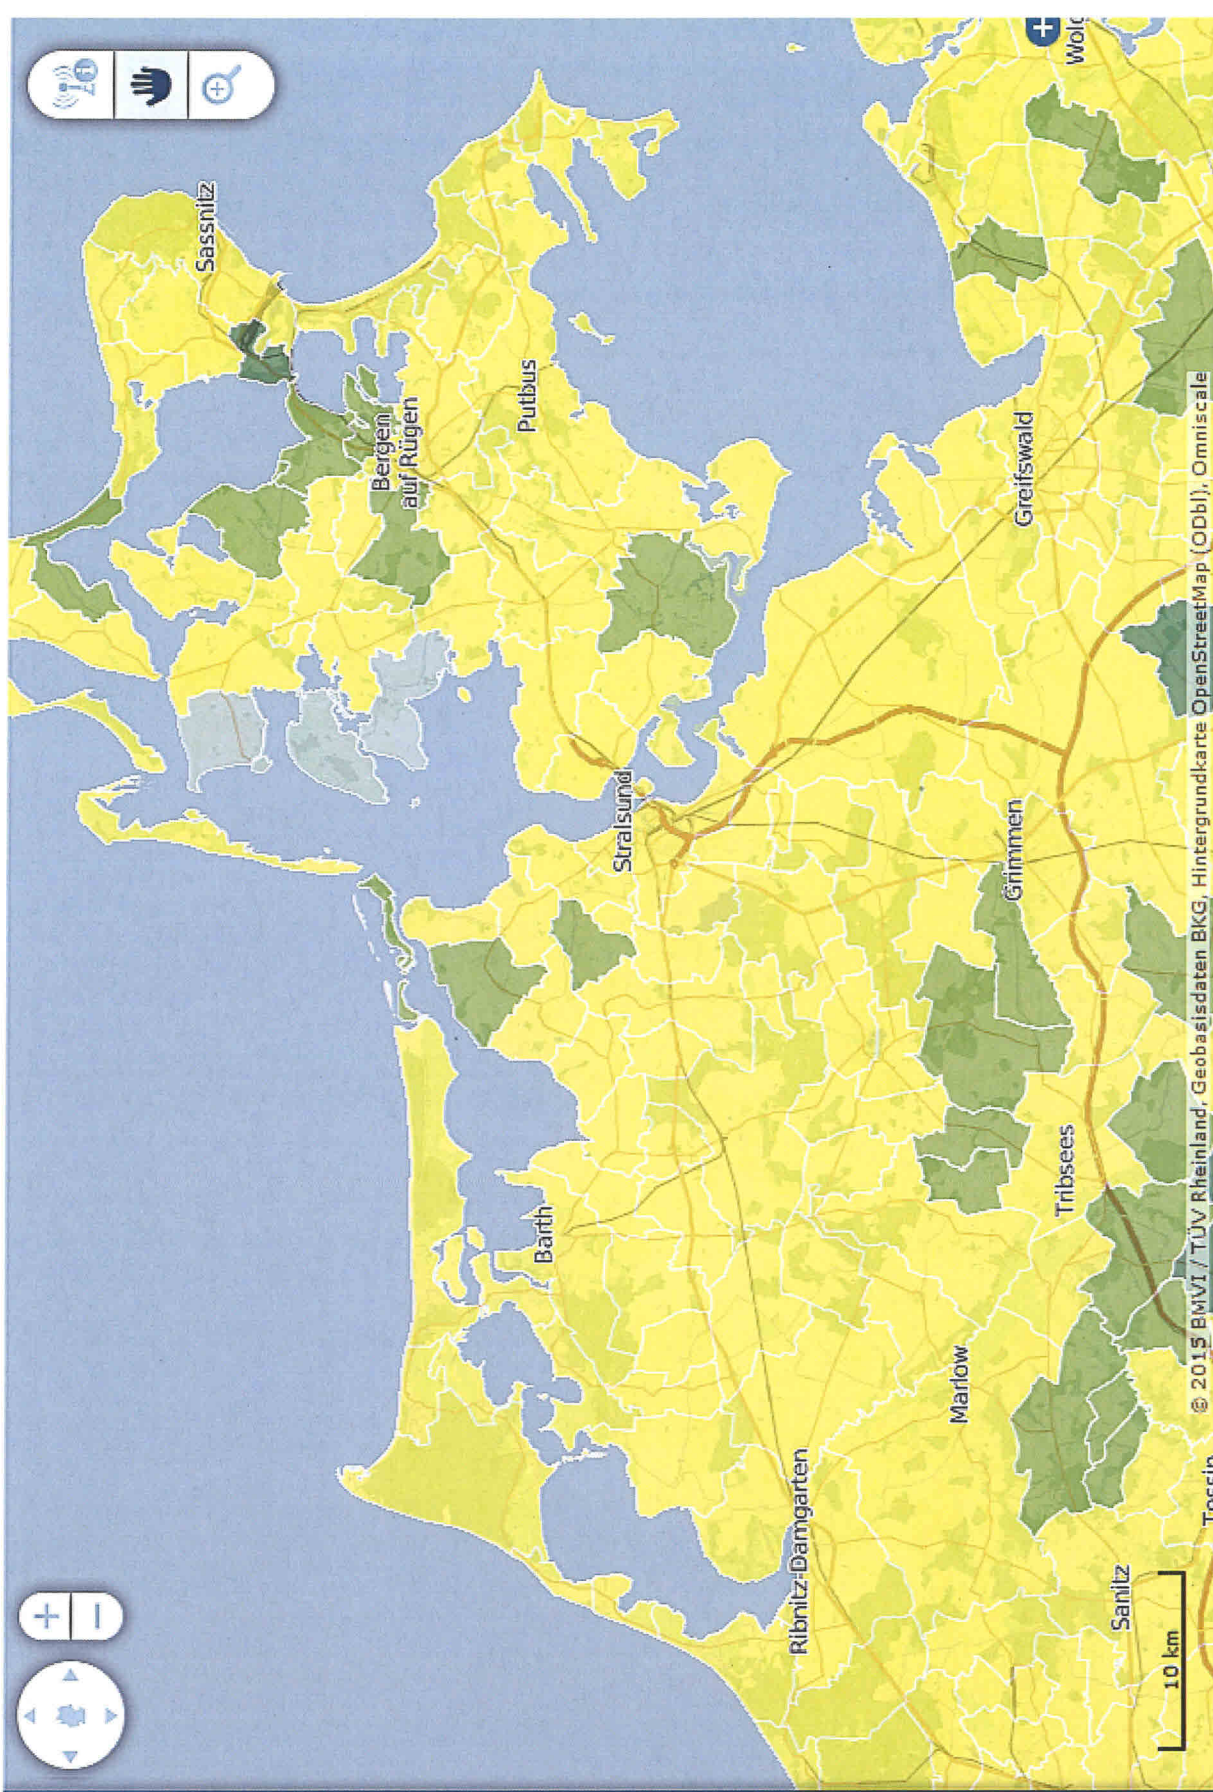 Sassnitz
Bergen
auf Rügen
Putbus
Stralsund
Barth
Greifswald
Grimmen
Tribsees
Marlow
Ribnitz-Damgarten
Sanitz
10 km
© 2015 BMVI / TÜV Rheinland, Geobasisdaten BKG, Hintergrundkarte OpenStreetMap (ODbl), Omniscale